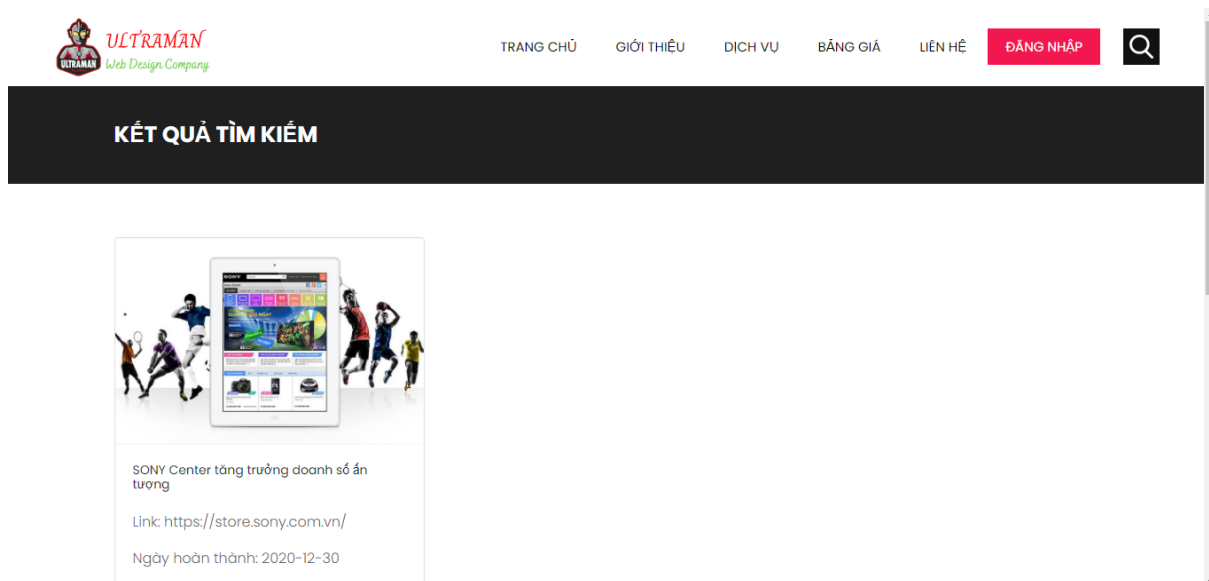 ULTRAMAN
ULTRAMAN
Web Design Company
TRANG CHỦ
GIỚI THIỆU
DỊCH VỤ
BẢNG GIÁ
LIÊN HỆ
ĐĂNG NHẬP
KẾT QUẢ TÌM KIẾM
SONY
SONY Center tăng trưởng doanh số ấn
tượng
Link: https://store.sony.com.vn/
Ngày hoàn thành: 2020-12-30